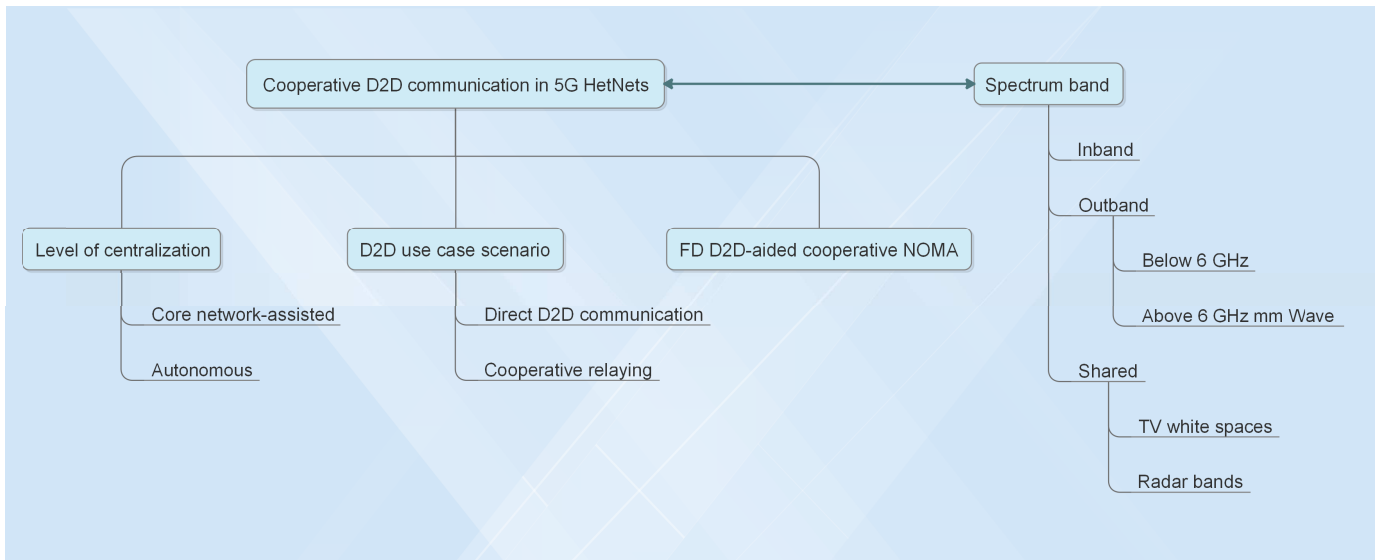 Cooperative D2D communication in 5G HetNets
Spectrum band
Level of centralization
Core network-assisted
Autonomous
D2D use case scenario
Direct D2D communication
Cooperative relaying
FD D2D-aided cooperative NOMA
Inband
Outband
Below 6 GHz
Above 6 GHz mm Wave
Shared
TV white spaces
Radar bands